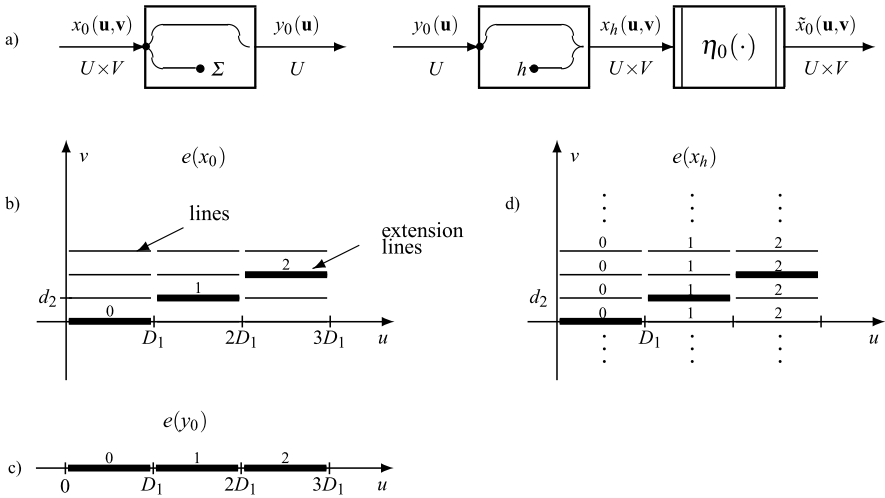 a) x₀(u,v) U×V Σ y₀(u) U y₀(u) U h x_h(u,v) U×V η₀(·) x̃₀(u,v) U×V
b) v e(x₀)
lines
extension
lines
2
1
d₂
0
D₁ 2D₁ 3D₁ u
d) v e(x_h)
0 1 2
0 1 2
0 1 2
d₂
0 1 2
D₁ u
e(y₀)
c) 0 1 2
0 D₁ 2D₁ 3D₁ u